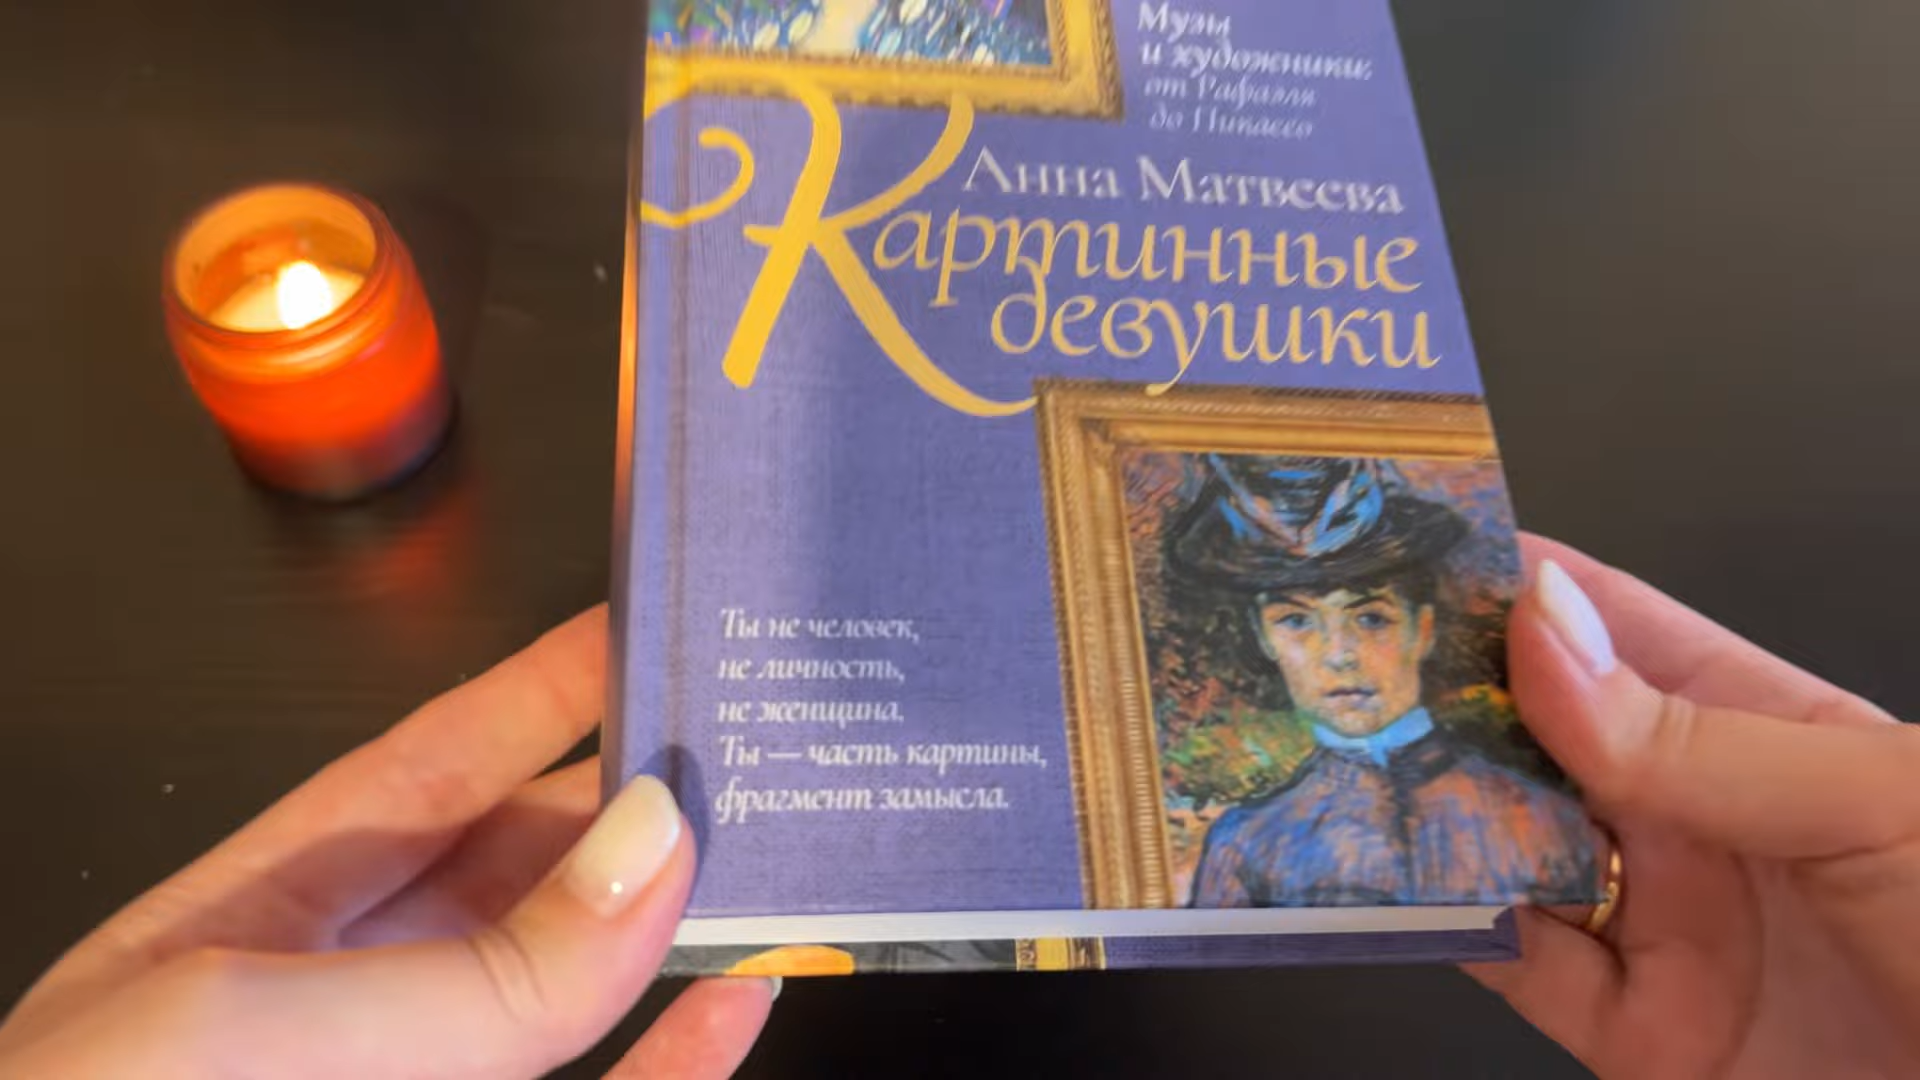 Музы
и художники:
от Рафаэля
до Пикассо
Анна Матвеева
Картинные
девушки
Ты не человек,
не личность,
не женщина.
Ты — часть картины,
фрагмент замысла.